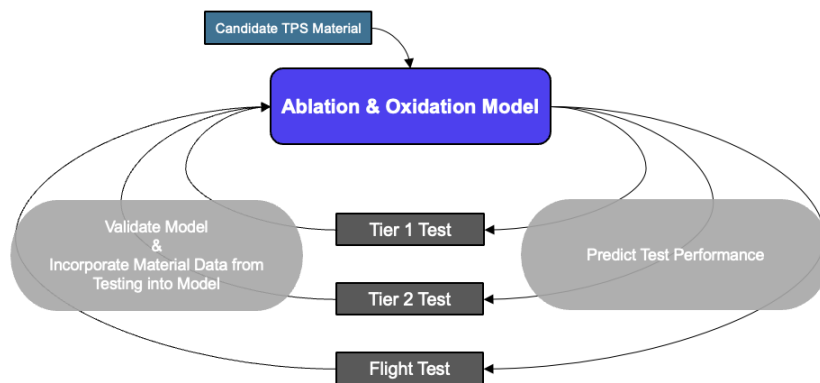 Candidate TPS Material
Ablation & Oxidation Model
Validate Model
&
Incorporate Material Data from
Testing into Model
Tier 1 Test
Predict Test Performance
Tier 2 Test
Flight Test